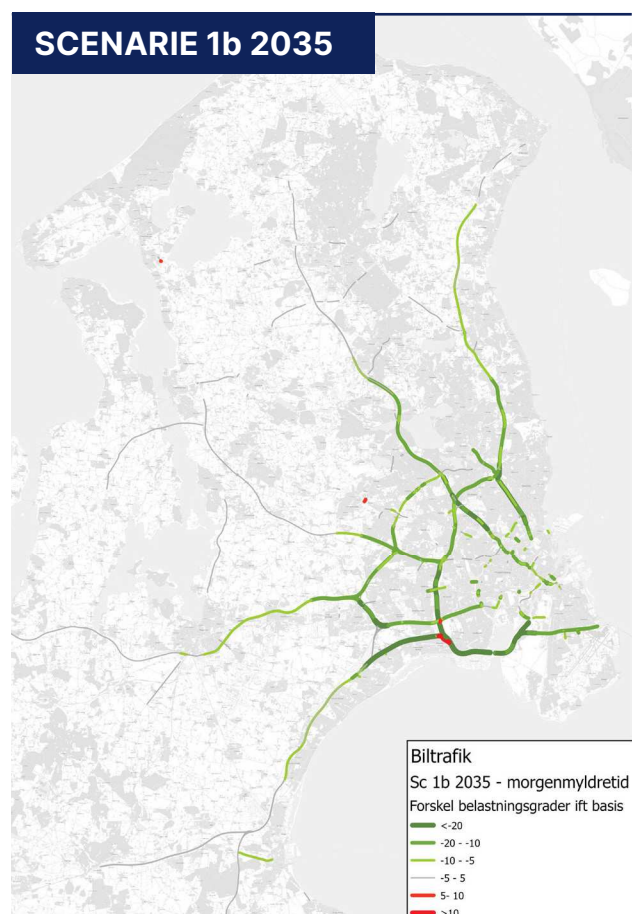 SCENARIE 1b 2035
Biltrafik
Sc 1b 2035 - morgenmyldretid
Forskel belastningsgrader ift basis
<-20
-20 - -10
-10 - -5
-5 - 5
5- 10
>10